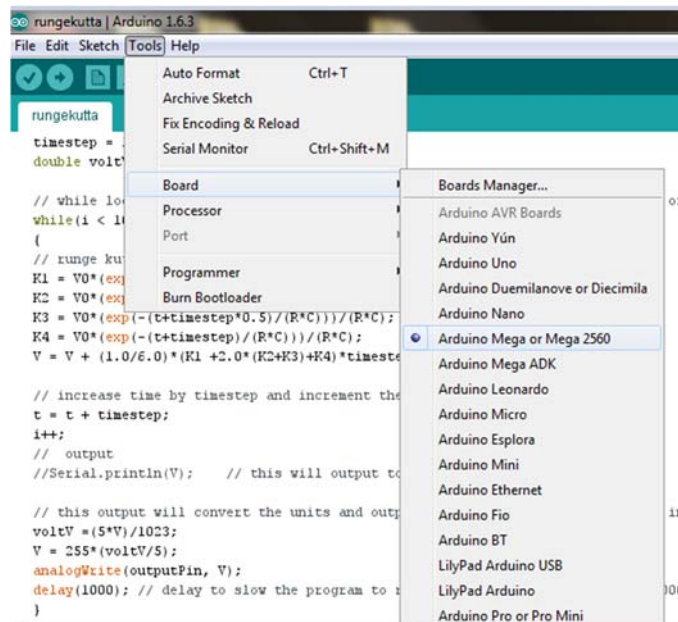 rungekutta | Arduino 1.6.3
File Edit Sketch Tools Help
rungekutta
Auto Format Ctrl+T
Archive Sketch
Fix Encoding & Reload
Serial Monitor Ctrl+Shift+M
Board
Processor
Port
Programmer
Burn Bootloader
Boards Manager...
Arduino AVR Boards
Arduino Yún
Arduino Uno
Arduino Duemilanove or Diecimila
Arduino Nano
Arduino Mega or Mega 2560
Arduino Mega ADK
Arduino Leonardo
Arduino Micro
Arduino Esplora
Arduino Mini
Arduino Ethernet
Arduino Fio
Arduino BT
LilyPad Arduino USB
LilyPad Arduino
Arduino Pro or Pro Mini
timestep =
double volt
// while lo
while(i < 1
{
// runge ku
K1 = V0*(exp
K2 = V0*(exp
K3 = V0*(exp(-(t+timestep*0.5)/(R*C)))/(R*C);
K4 = V0*(exp(-(t+timestep)/(R*C)))/(R*C);
V = V + (1.0/6.0)*(K1 +2.0*(K2+K3)+K4)*timeste
// increase time by timestep and increment the
t = t + timestep;
i++;
// output
//Serial.println(V); // this will output to
// this output will convert the units and outp
voltV =(5*V)/1023;
V = 255*(voltV/5);
analogWrite(outputPin, V);
delay(1000); // delay to slow the program to
}